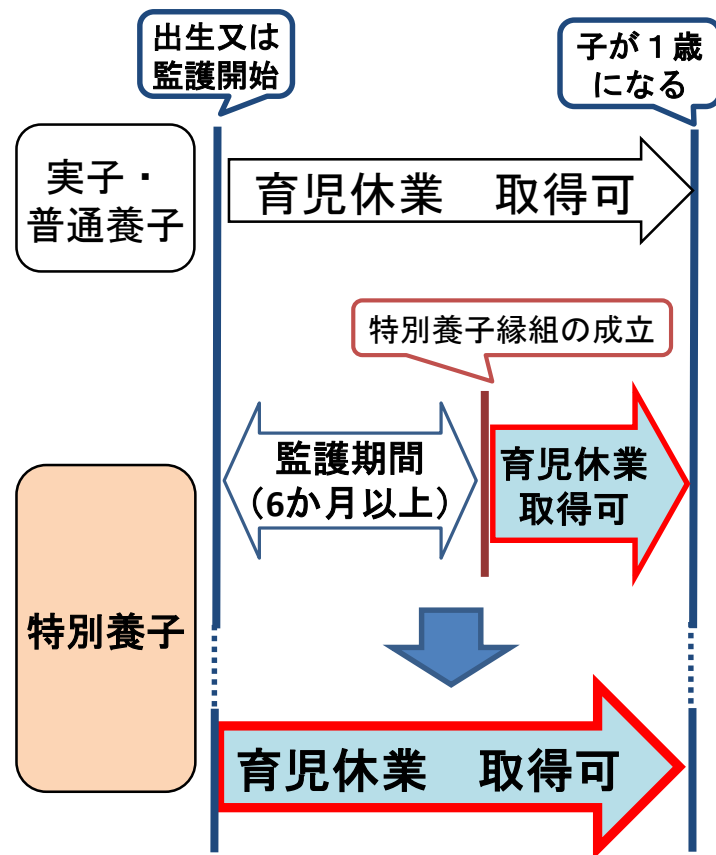 出生又は
監護開始
子が１歳
になる
実子・
普通養子
育児休業　取得可
特別養子縁組の成立
監護期間
（6か月以上）
育児休業
取得可
特別養子
育児休業　取得可